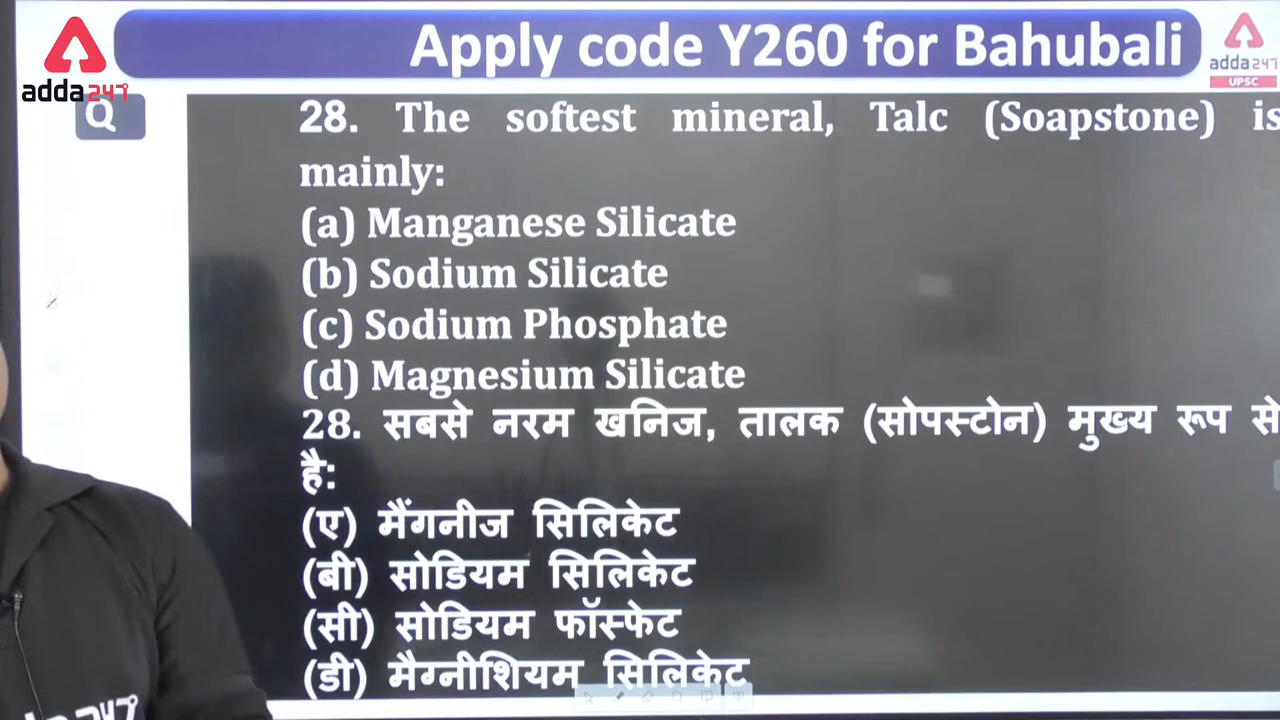 Apply code Y260 for Bahubali
adda247
adda247
UPSC
Q
28. The softest mineral, Talc (Soapstone) is
mainly:
(a) Manganese Silicate
(b) Sodium Silicate
(c) Sodium Phosphate
(d) Magnesium Silicate
28. सबसे नरम खनिज, तालक (सोपस्टोन) मुख्य रूप से
है:
(ए) मैंगनीज सिलिकेट
(बी) सोडियम सिलिकेट
(सी) सोडियम फॉस्फेट
(डी) मैग्नीशियम सिलिकेट